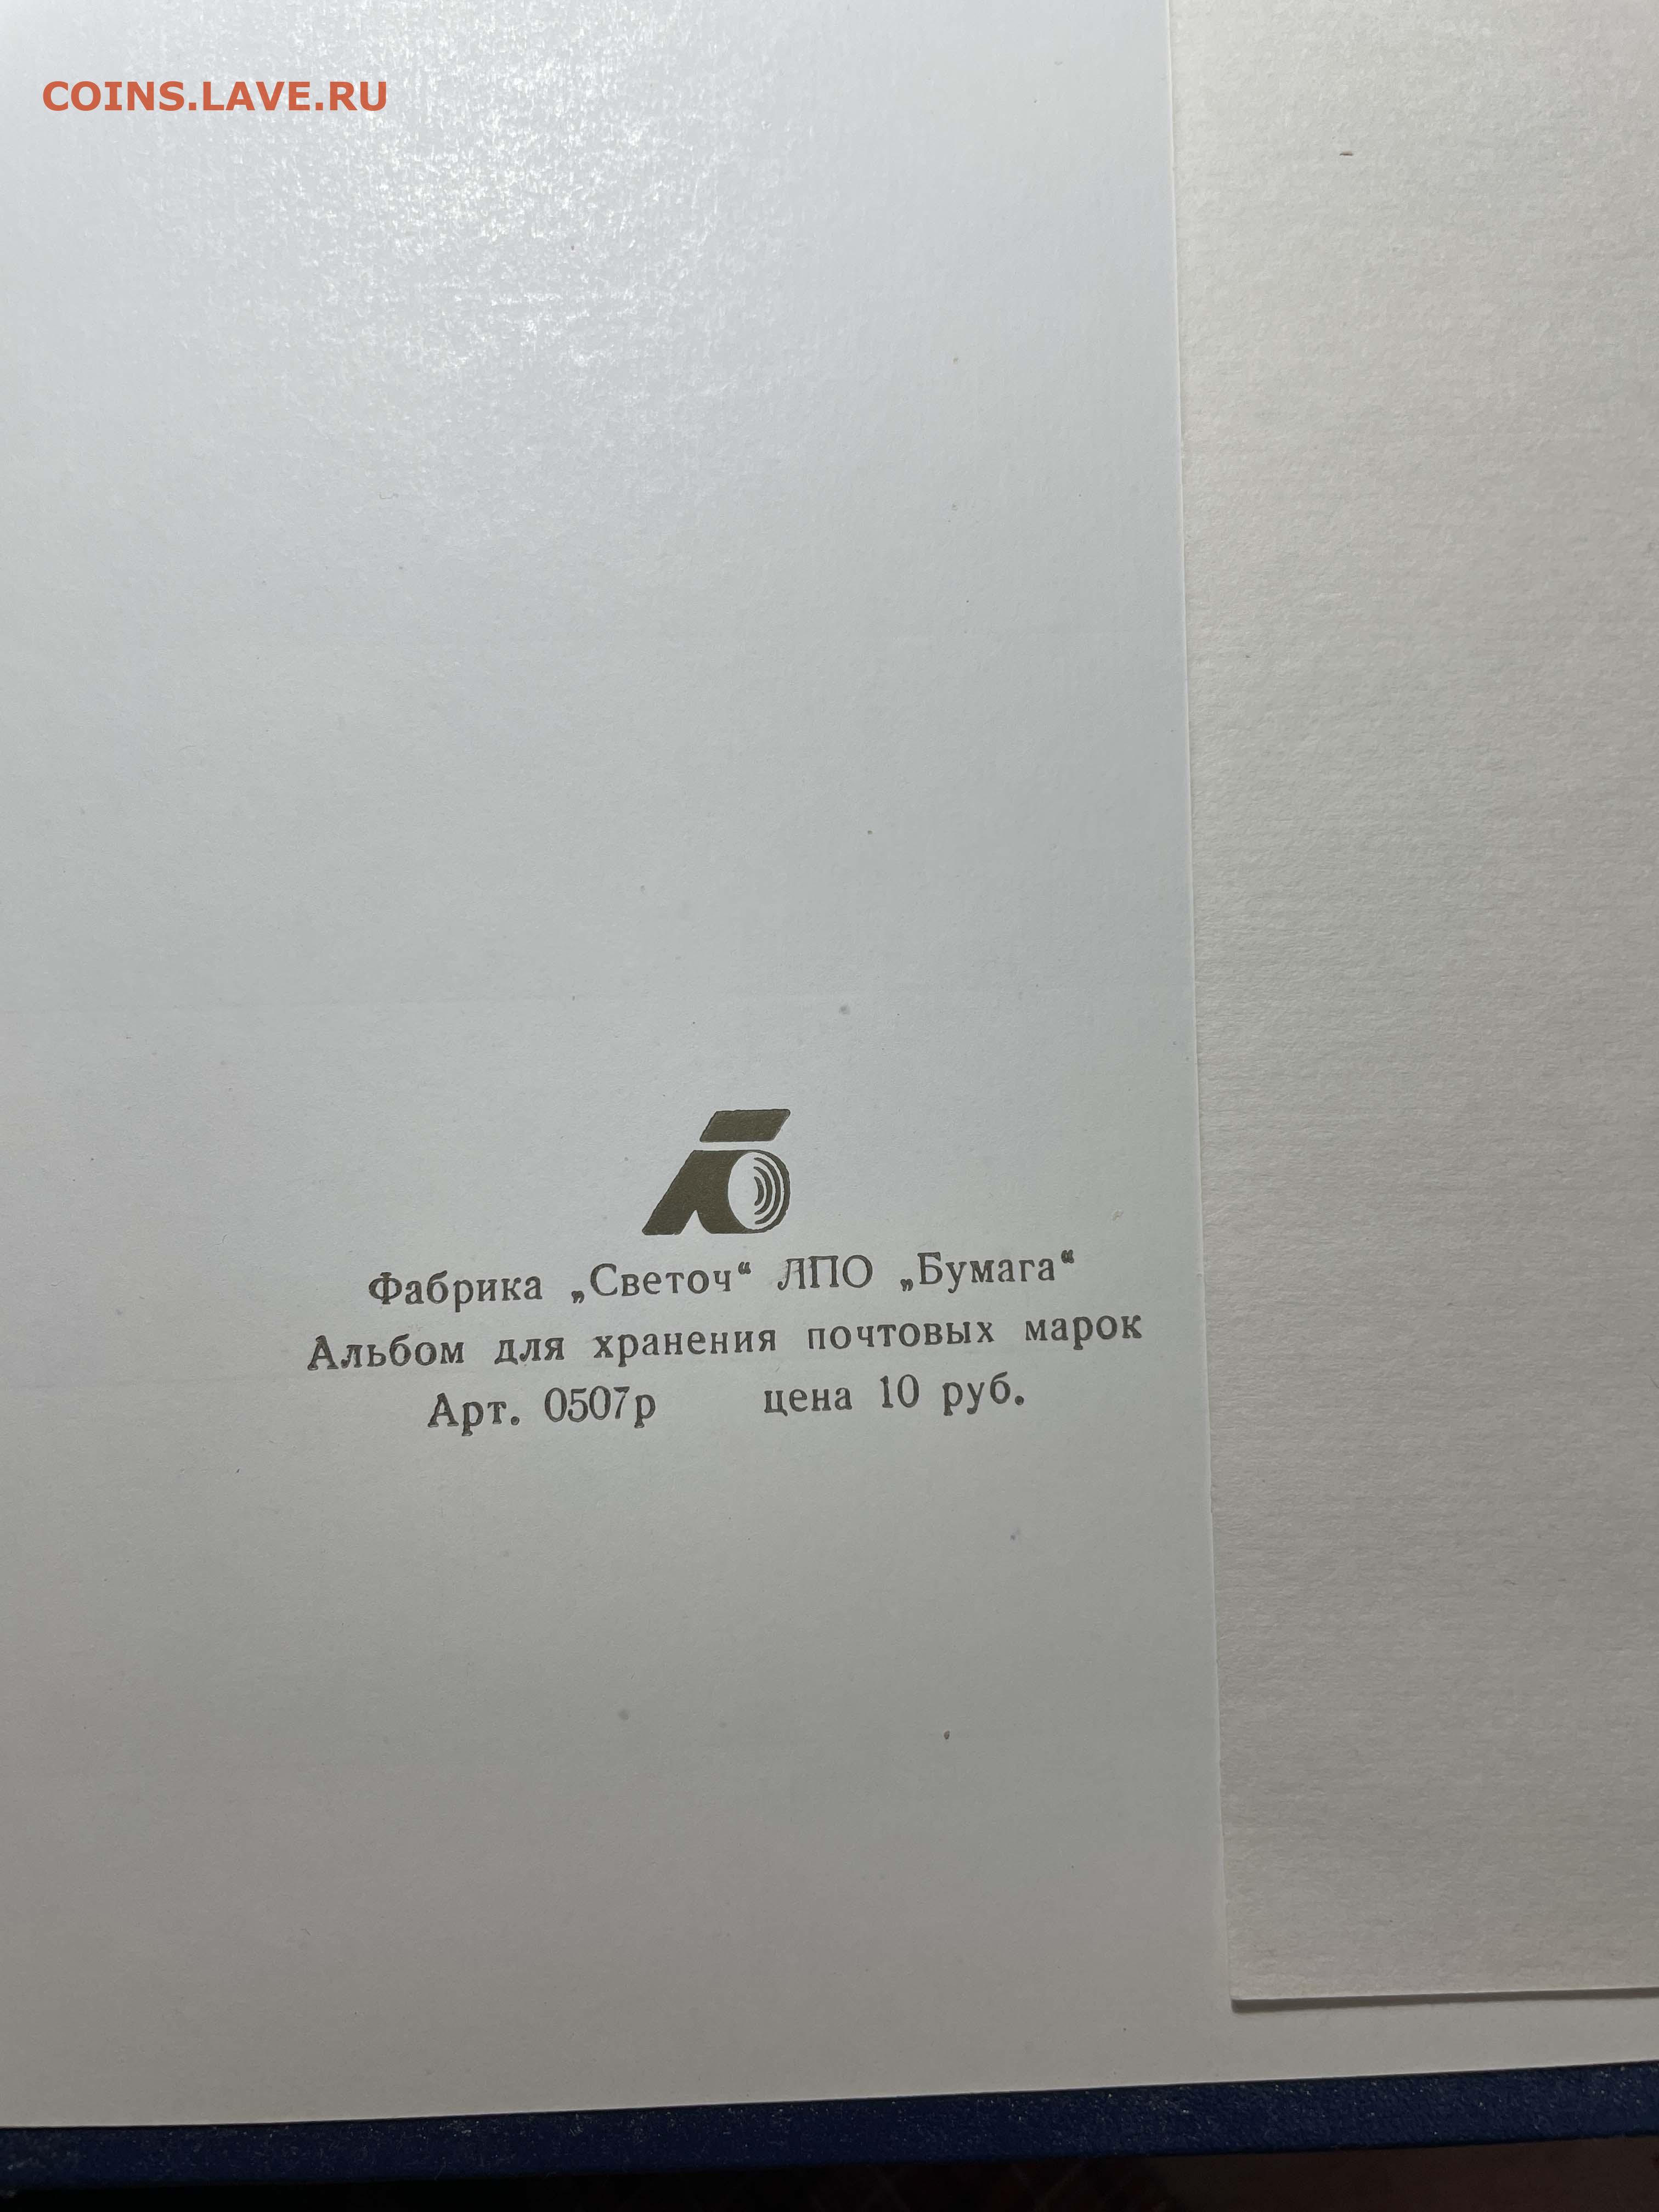 COINS.LAVE.RU
Фабрика „Светоч“ ЛПО „Бумага“
Альбом для хранения почтовых марок
Арт. 0507р цена 10 руб.